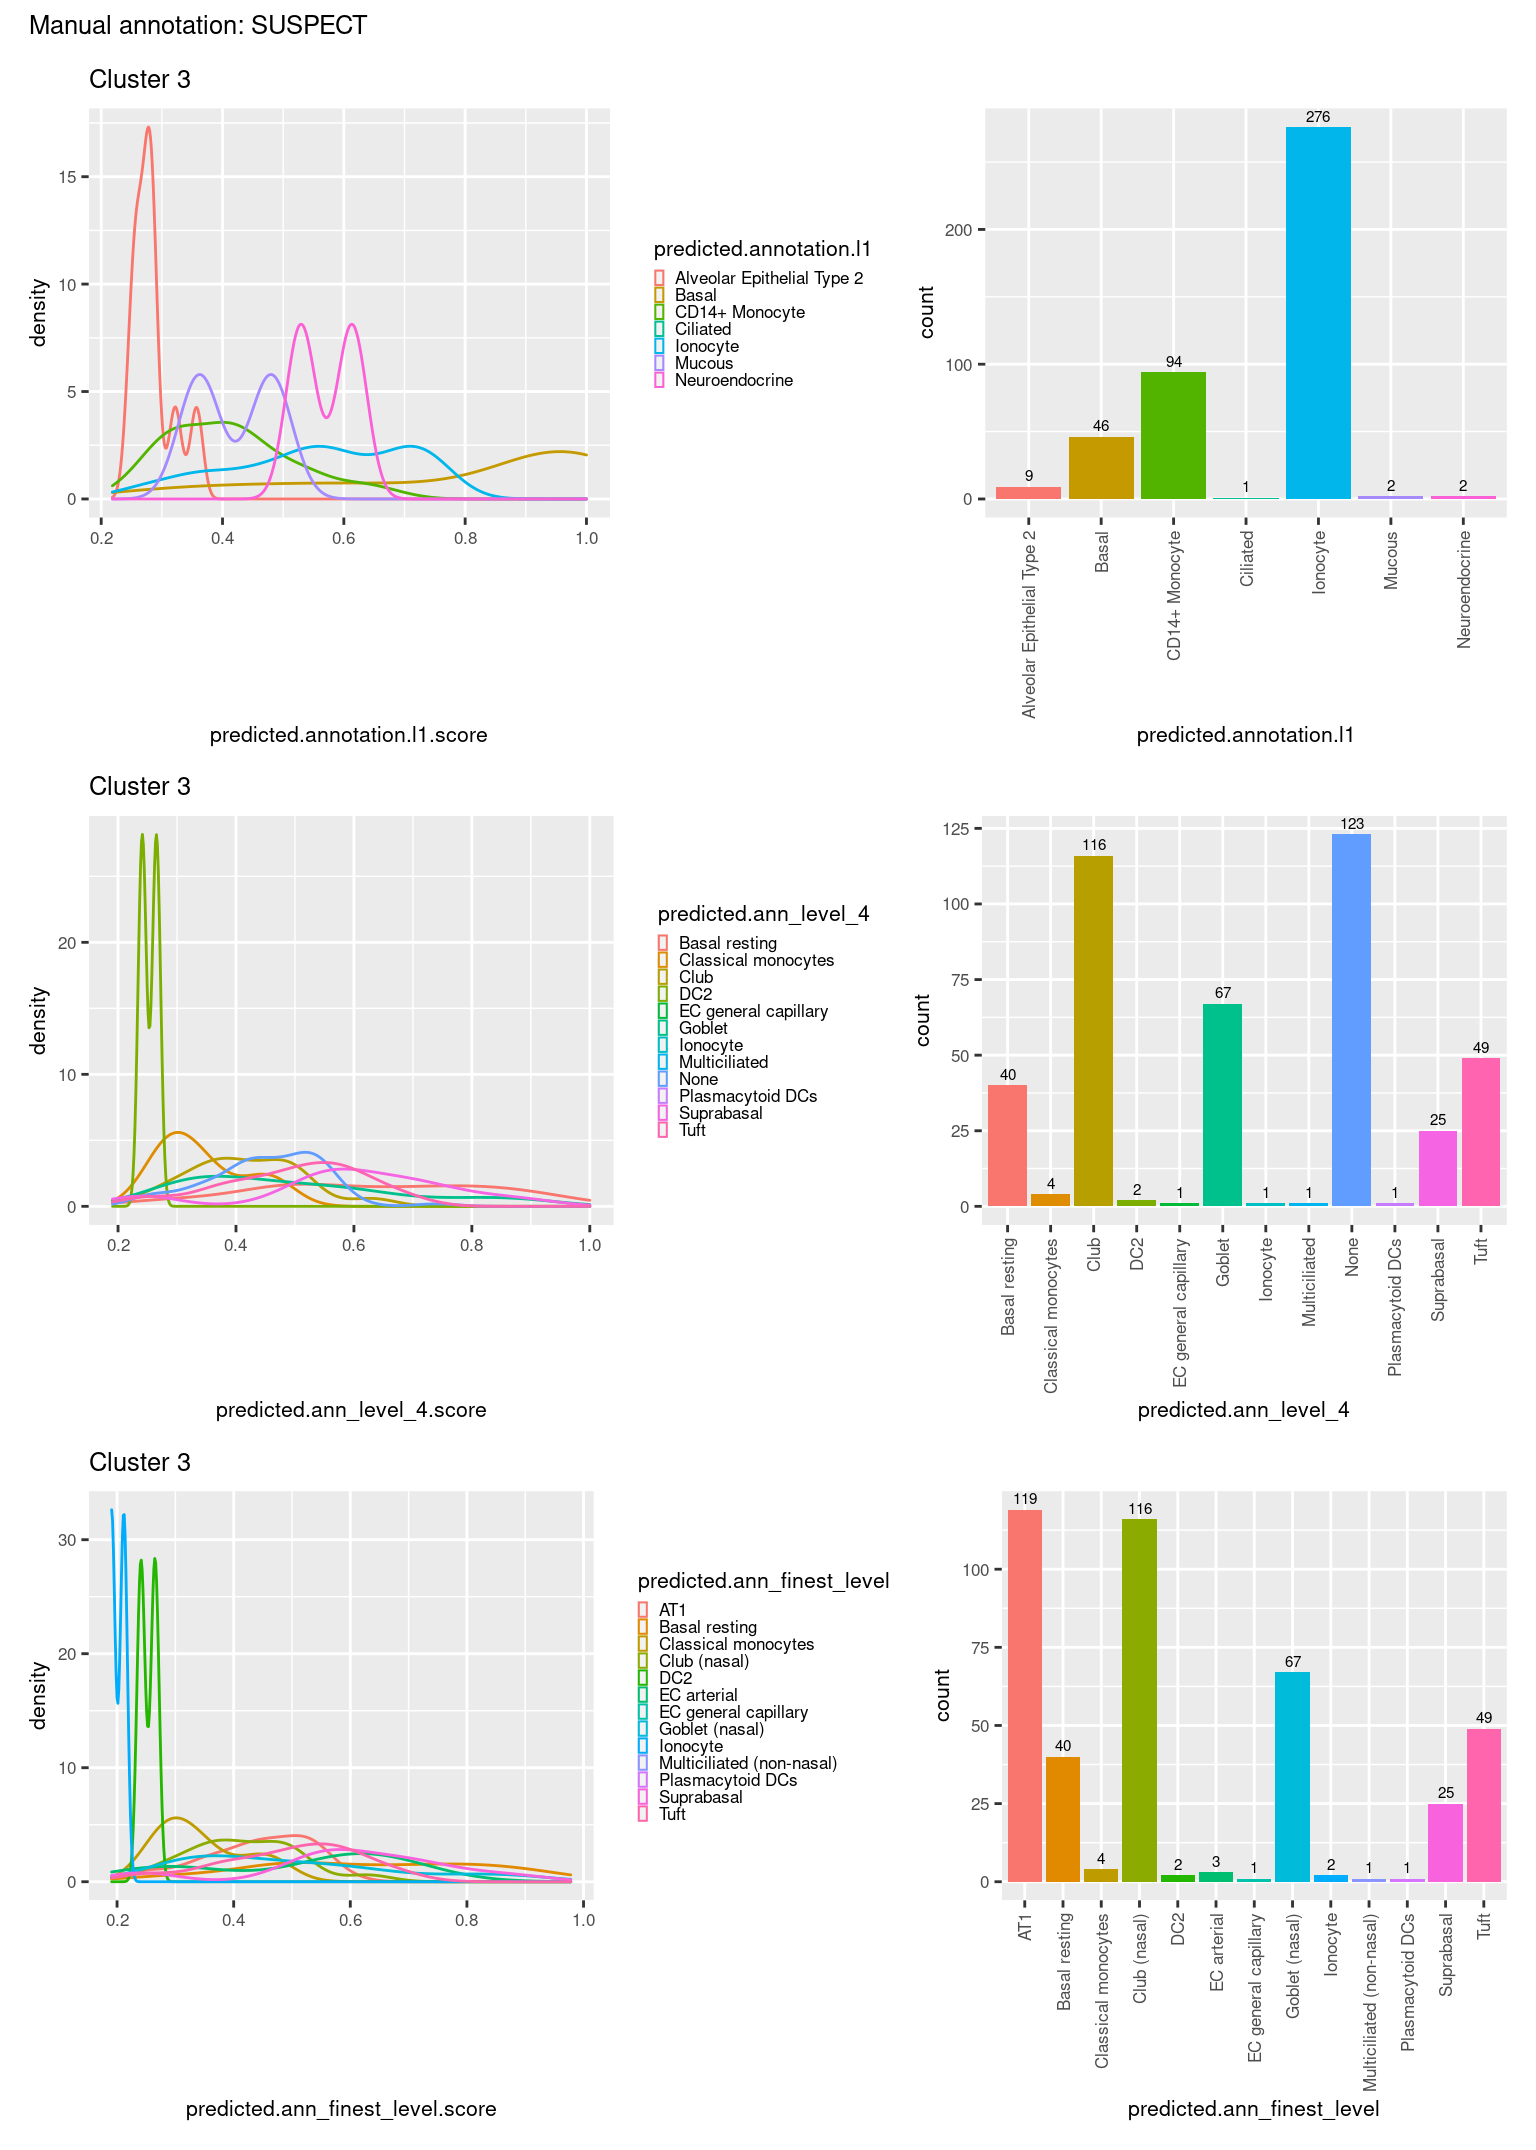 Manual annotation: SUSPECT
Cluster 3
density
15
10
5
0
0.2 0.4 0.6 0.8 1.0
predicted.annotation.l1.score
predicted.annotation.l1
Alveolar Epithelial Type 2
Basal
CD14+ Monocyte
Ciliated
Ionocyte
Mucous
Neuroendocrine
count
200
100
0
9 46 94 1 276 2 2
Alveolar Epithelial Type 2
Basal
CD14+ Monocyte
Ciliated
Ionocyte
Mucous
Neuroendocrine
predicted.annotation.l1
Cluster 3
density
20
10
0
0.2 0.4 0.6 0.8 1.0
predicted.ann_level_4.score
predicted.ann_level_4
Basal resting
Classical monocytes
Club
DC2
EC general capillary
Goblet
Ionocyte
Multiciliated
None
Plasmacytoid DCs
Suprabasal
Tuft
count
125
100
75
50
25
0
40 4 116 2 1 67 1 1 123 1 25 49
Basal resting
Classical monocytes
Club
DC2
EC general capillary
Goblet
Ionocyte
Multiciliated
None
Plasmacytoid DCs
Suprabasal
Tuft
predicted.ann_level_4
Cluster 3
density
30
20
10
0
0.2 0.4 0.6 0.8 1.0
predicted.ann_finest_level.score
predicted.ann_finest_level
AT1
Basal resting
Classical monocytes
Club (nasal)
DC2
EC arterial
EC general capillary
Goblet (nasal)
Ionocyte
Multiciliated (non-nasal)
Plasmacytoid DCs
Suprabasal
Tuft
count
100
75
50
25
0
119 40 4 116 2 3 1 67 2 1 1 25 49
AT1
Basal resting
Classical monocytes
Club (nasal)
DC2
EC arterial
EC general capillary
Goblet (nasal)
Ionocyte
Multiciliated (non-nasal)
Plasmacytoid DCs
Suprabasal
Tuft
predicted.ann_finest_level